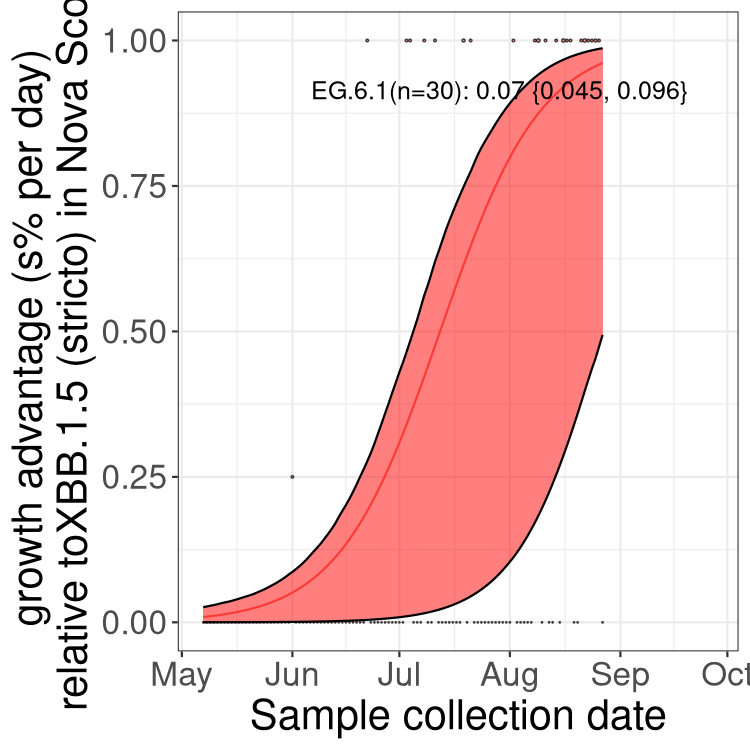 growth advantage (s% per day)
relative toXBB.1.5 (stricto) in Nova Sco
1.00
0.75
0.50
0.25
0.00
EG.6.1(n=30): 0.07 {0.045, 0.096}
May Jun Jul Aug Sep Oct
Sample collection date